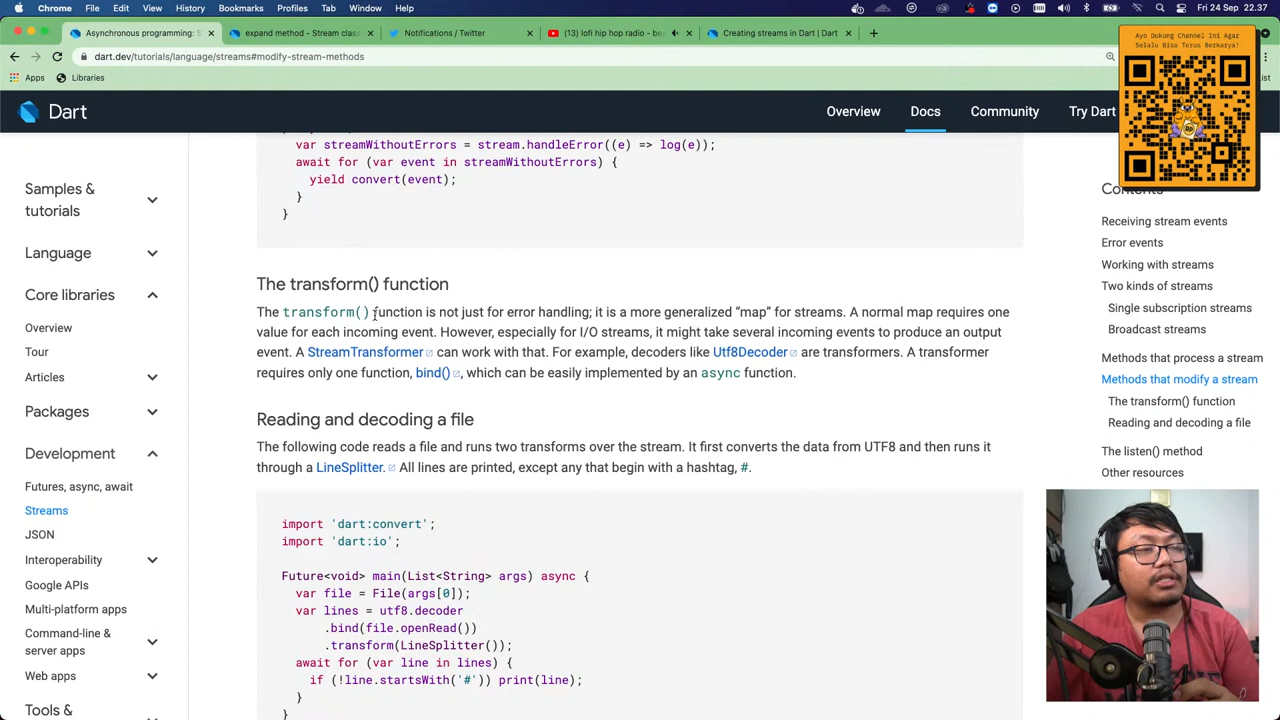 Chrome File Edit View History Bookmarks Profiles Tab Window Help Fri 24 Sep 22.31
Asynchronous programming: S
expand method - Stream class
Notifications / Twitter
(13) lofi hip hop radio - be
Creating streams in Dart | Dart
dart.dev/tutorials/language/streams#modify-stream-methods
Apps Libraries
Ayo Dukung Channel Ini Agar
Selalu Bisa Terus Berkarya!
Dart
Overview Docs Community Try Dart
Samples &
tutorials
Language
Core libraries
Overview
Tour
Articles
Packages
Development
Futures, async, await
Streams
JSON
Interoperability
Google APIs
Multi-platform apps
Command-line &
server apps
Web apps
Tools &
var streamWithoutErrors = stream.handleError((e) => log(e));
await for (var event in streamWithoutErrors) {
yield convert(event);
}
}
The transform() function
The transform() function is not just for error handling; it is a more generalized “map” for streams. A normal map requires one
value for each incoming event. However, especially for I/O streams, it might take several incoming events to produce an output
event. A StreamTransformer can work with that. For example, decoders like Utf8Decoder are transformers. A transformer
requires only one function, bind(), which can be easily implemented by an async function.
Reading and decoding a file
The following code reads a file and runs two transforms over the stream. It first converts the data from UTF8 and then runs it
through a LineSplitter. All lines are printed, except any that begin with a hashtag, #.
import 'dart:convert';
import 'dart:io';
Future<void> main(List<String> args) async {
var file = File(args[0]);
var lines = utf8.decoder
.bind(file.openRead())
.transform(LineSplitter());
await for (var line in lines) {
if (!line.startsWith('#')) print(line);
}
}
Contents
Receiving stream events
Error events
Working with streams
Two kinds of streams
Single subscription streams
Broadcast streams
Methods that process a stream
Methods that modify a stream
The transform() function
Reading and decoding a file
The listen() method
Other resources